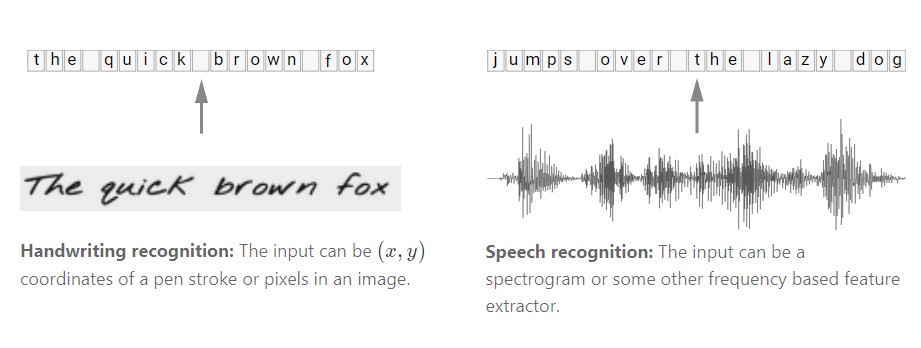 the quick brown fox
The quick brown fox
Handwriting recognition: The input can be (x, y)
coordinates of a pen stroke or pixels in an image.
jumps over the lazy dog
Speech recognition: The input can be a
spectrogram or some other frequency based feature
extractor.